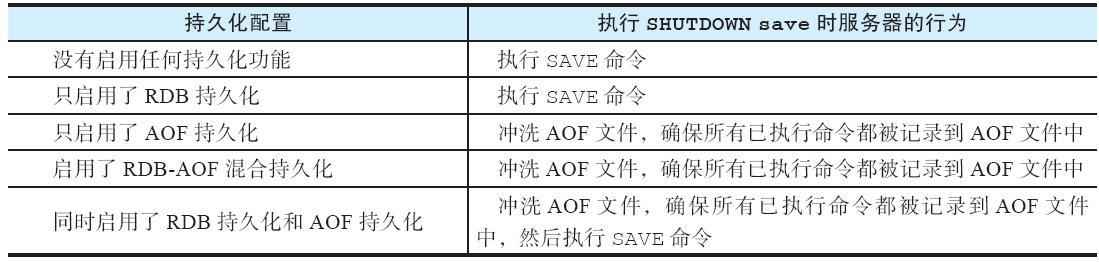 持久化配置 执行 SHUTDOWN save 时服务器的行为
没有启用任何持久化功能 执行 SAVE 命令
只启用了 RDB 持久化 执行 SAVE 命令
只启用了 AOF 持久化 冲洗 AOF 文件，确保所有已执行命令都被记录到 AOF 文件中
启用了 RDB-AOF 混合持久化 冲洗 AOF 文件，确保所有已执行命令都被记录到 AOF 文件中
同时启用了 RDB 持久化和 AOF 持久化 冲洗 AOF 文件，确保所有已执行命令都被记录到 AOF 文件
中，然后执行 SAVE 命令